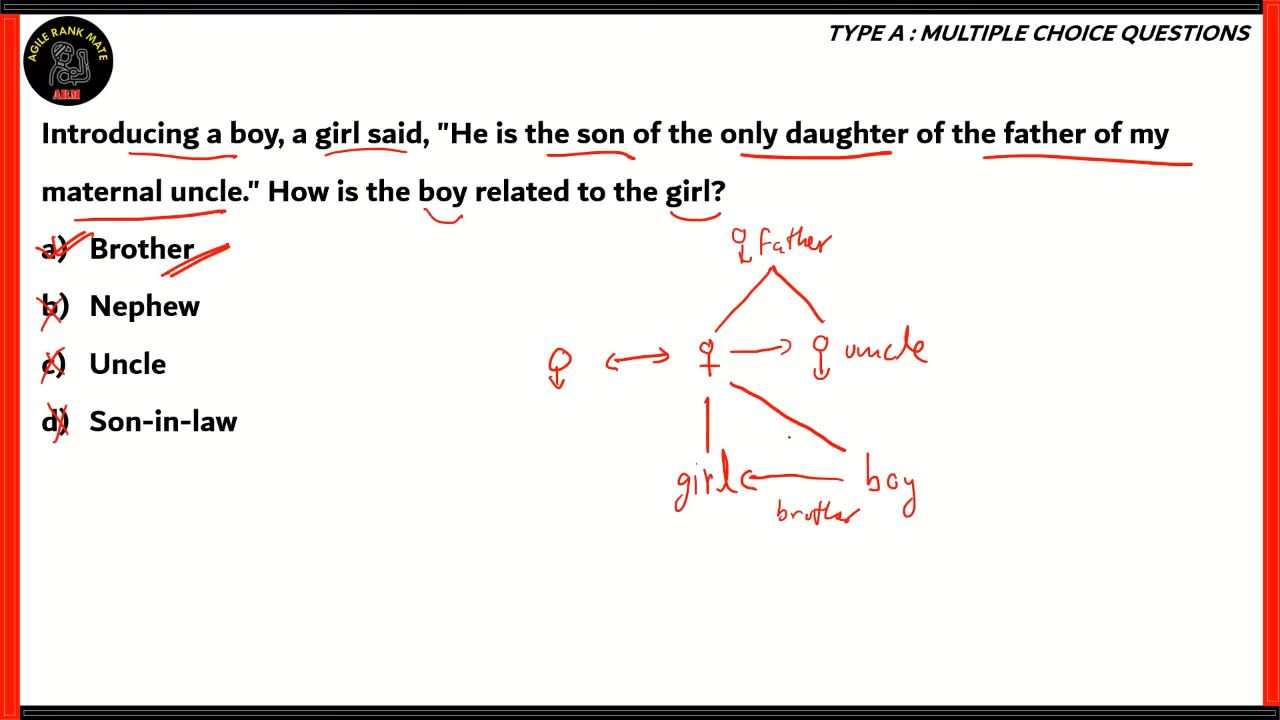 AGILE RANK MATE
ARM
TYPE A : MULTIPLE CHOICE QUESTIONS
Introducing a boy, a girl said, "He is the son of the only daughter of the father of my
maternal uncle." How is the boy related to the girl?
a) Brother
b) Nephew
c) Uncle
d) Son-in-law
father
uncle
girl
boy
brother